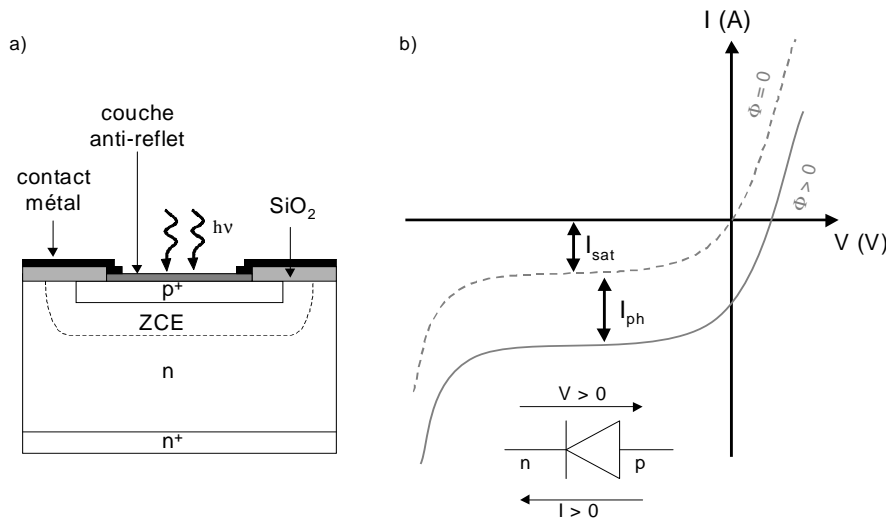 a)
couche
anti-reflet
contact
métal
SiO2
hν
p+
ZCE
n
n+
b)
I (A)
Φ = 0
Φ > 0
V (V)
Isat
Iph
V > 0
n
p
I > 0